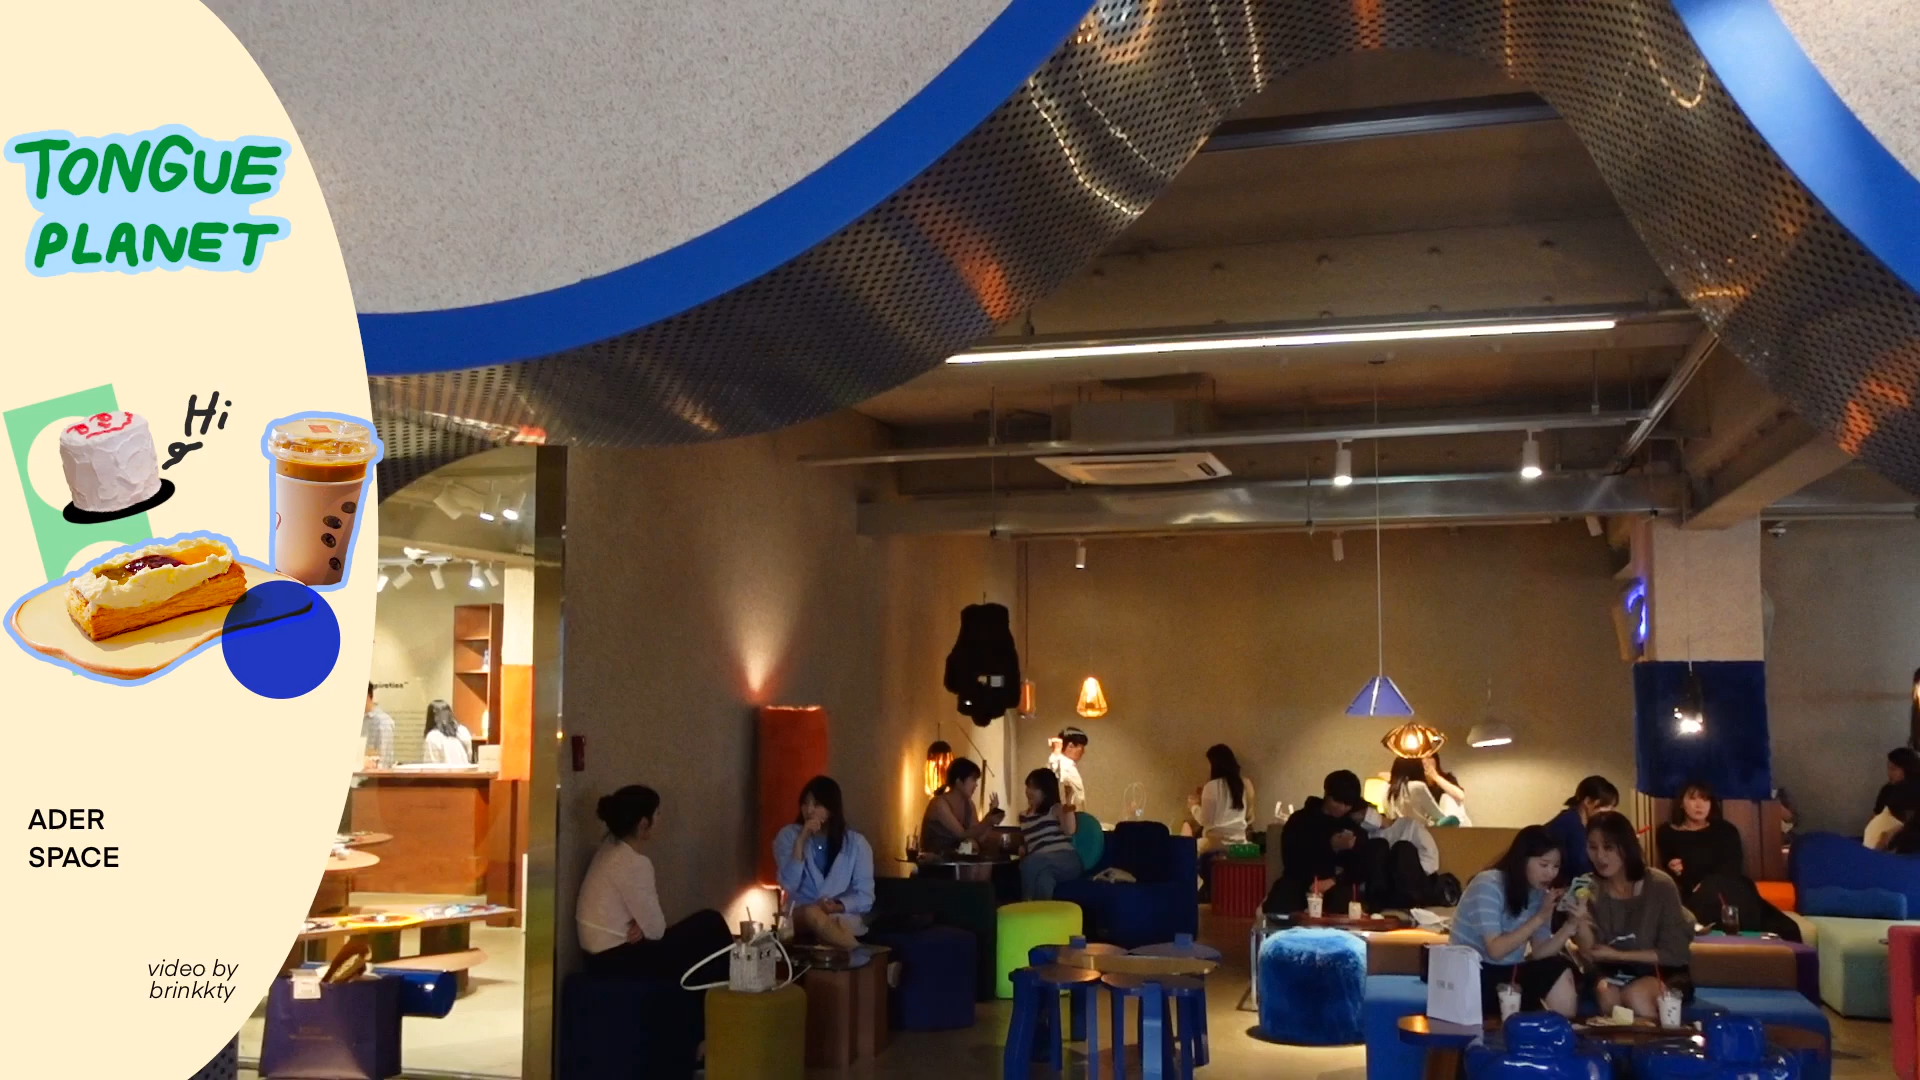 TONGUE
PLANET
Hi
ADER
SPACE
video by
brinkkty